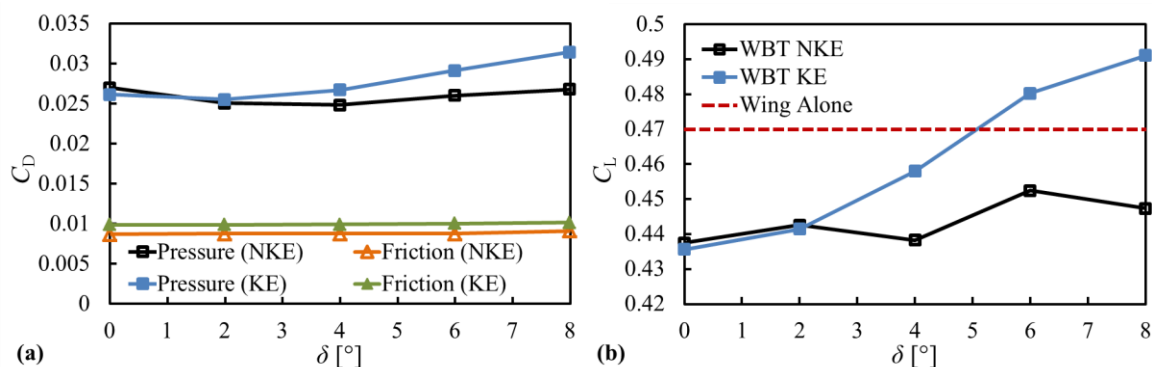 0.035
0.03
0.025
0.02
0.015
0.01
0.005
0
C_D
Pressure (NKE) Friction (NKE)
Pressure (KE) Friction (KE)
0 1 2 3 4 5 6 7 8
(a) δ [°]
0.5
0.49
0.48
0.47
0.46
0.45
0.44
0.43
0.42
C_L
WBT NKE
WBT KE
Wing Alone
0 1 2 3 4 5 6 7 8
(b) δ [°]